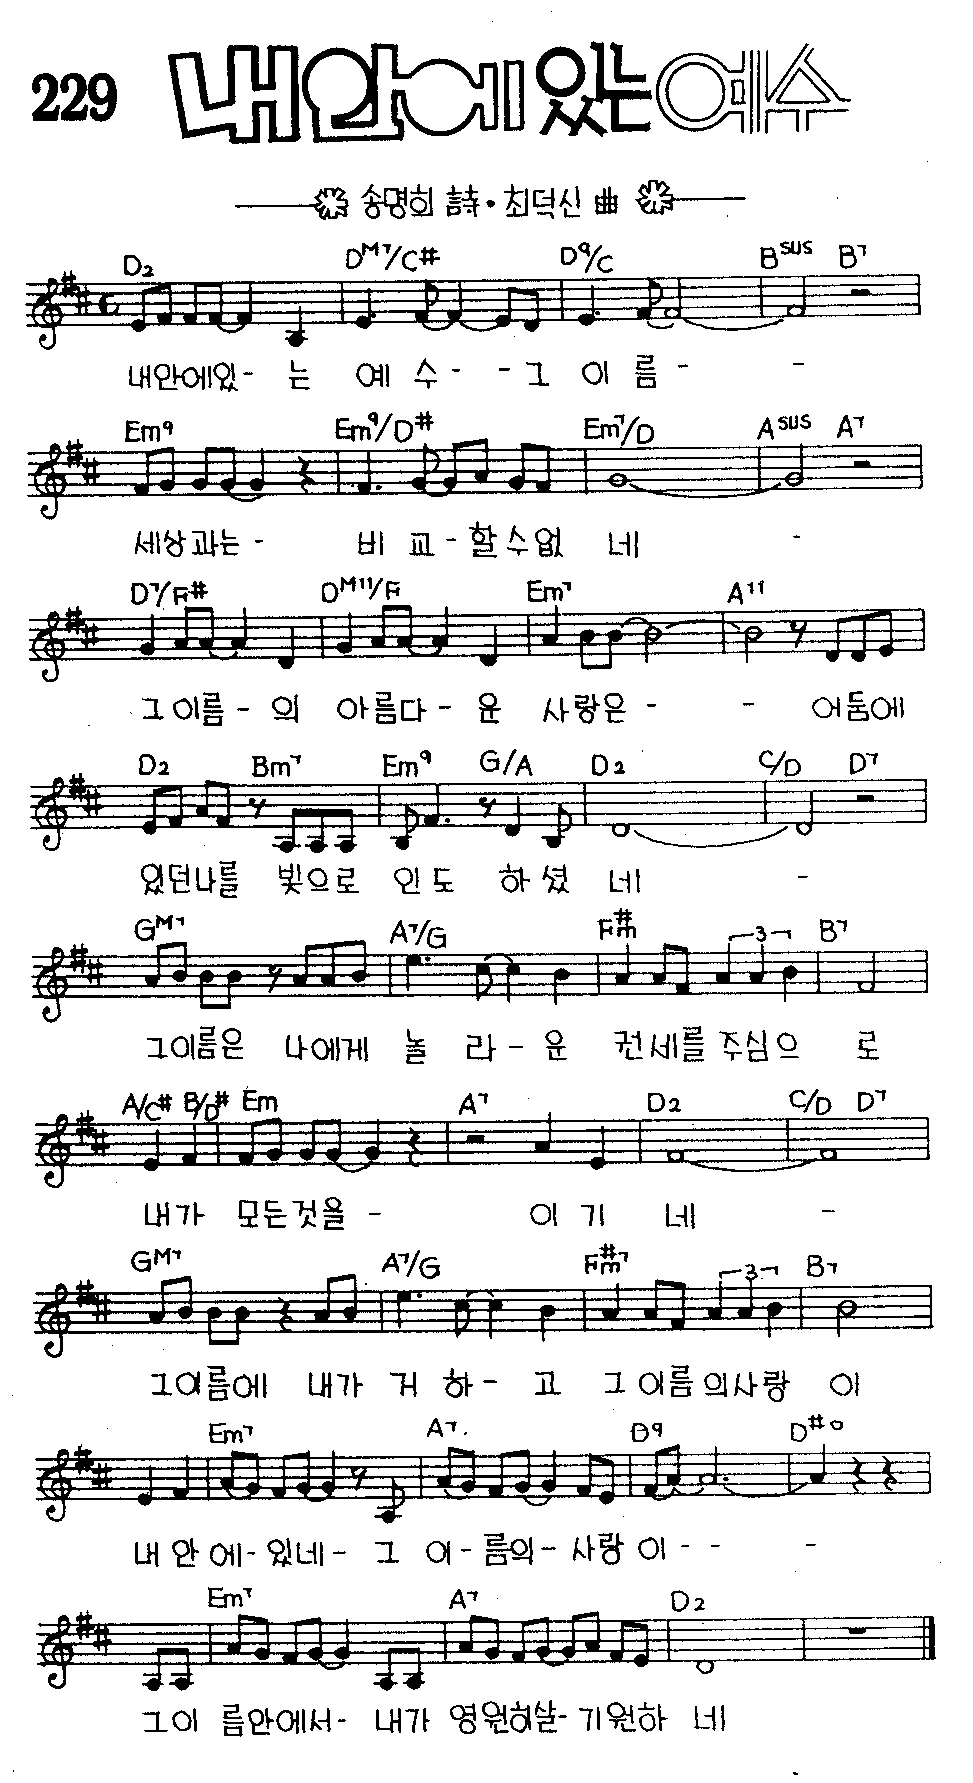 229 내 안에 있는 예수
송명희 詩 · 최덕신 曲
D2 DM7/C# D9/C Bsus B7
내안에있- 는 예 수- - 그 이 름- -
Em9 Em9/D# Em7/D Asus A7
세상과는- 비 교-할수없 네 -
D7/F# DM11/F Em7 A11
그이름- 의 아름다- 운 사랑은- - 어둠에
D2 Bm7 Em9 G/A D2 C/D D7
있던나를 빛으로 인도 하셨 네 -
GM7 A7/G F#m 3 B7
그이름은 나에게 놀 라- 운 권세를 주심으 로
A/C# B/D# Em A7 D2 C/D D7
내가 모든것을- 이 기 네 -
GM7 A7/G F#m7 3 B7
그이름에 내가 거 하- 고 그이름의사랑 이
Em7 A7. D9 D#o
내 안 에-있네- 그 이-름의-사랑 이- - -
Em7 A7 D2
그이 름안에서- 내가 영원히살-기원하 네